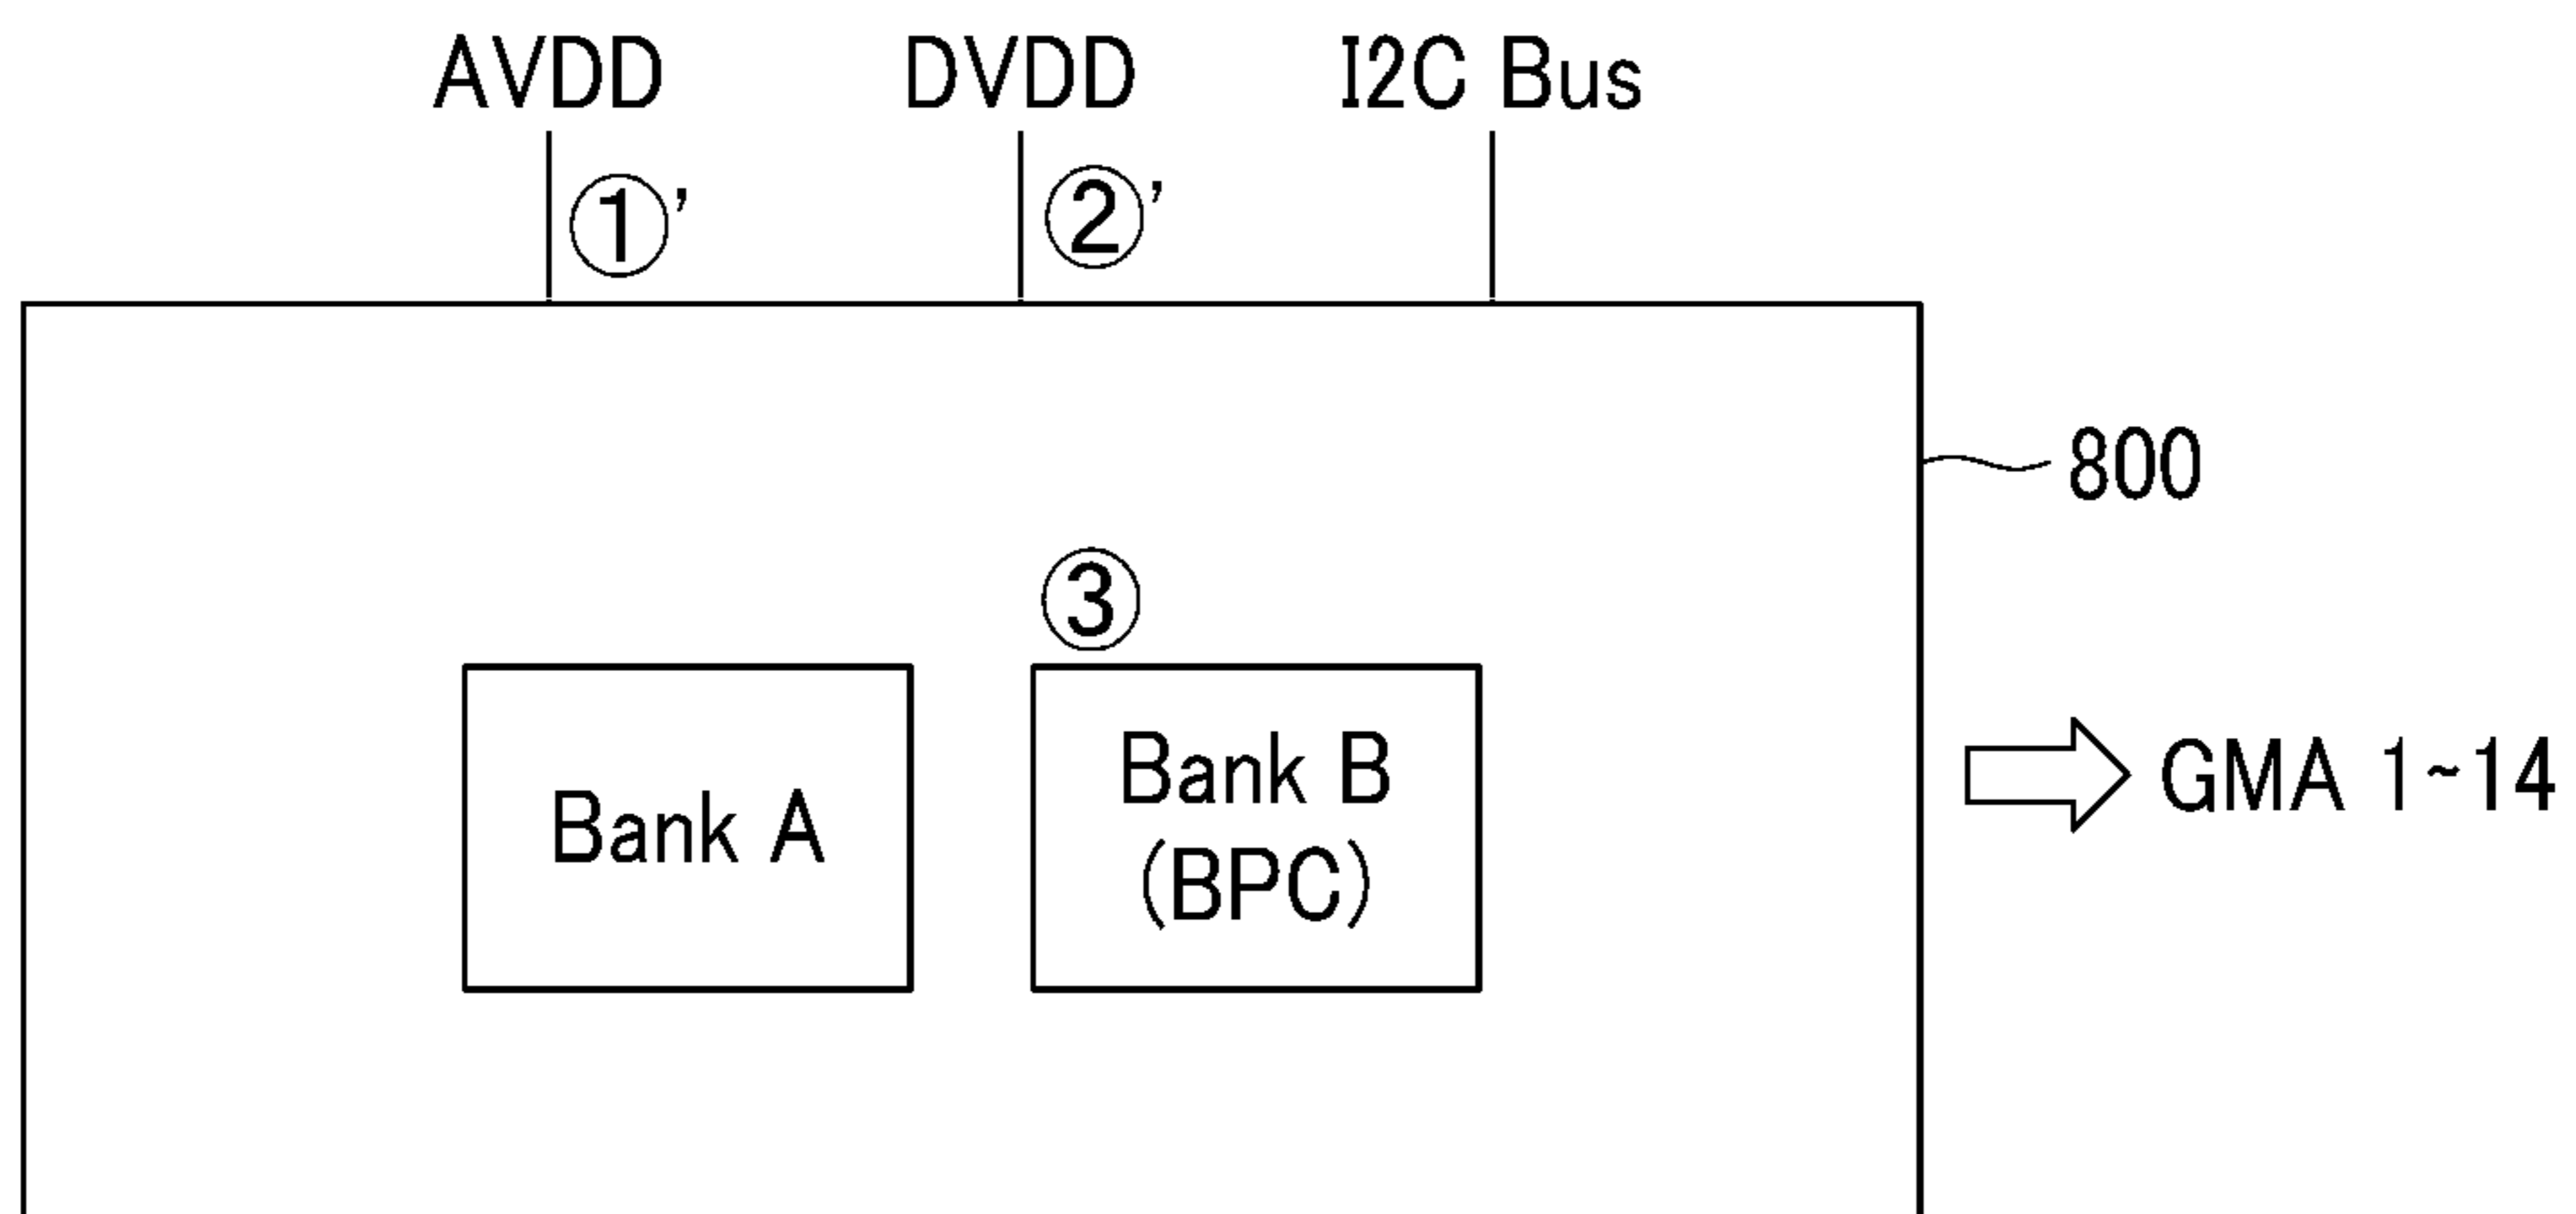 AVDD DVDD I2C Bus
①' ②'
800
③
Bank A
Bank B
(BPC)
GMA 1~14